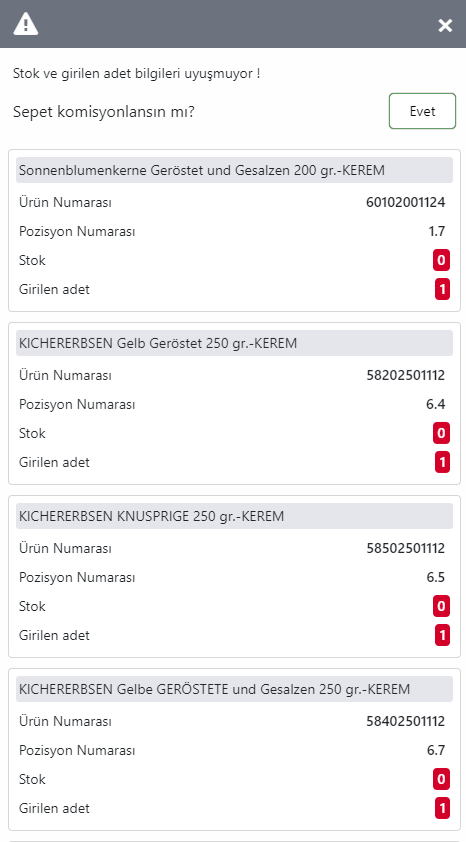 Stok ve girilen adet bilgileri uyuşmuyor !
Sepet komisyonlansın mı? Evet
Sonnenblumenkerne Geröstet und Gesalzen 200 gr.-KEREM
Ürün Numarası 60102001124
Pozisyon Numarası 1.7
Stok 0
Girilen adet 1
KICHERERBSEN Gelb Geröstet 250 gr.-KEREM
Ürün Numarası 58202501112
Pozisyon Numarası 6.4
Stok 0
Girilen adet 1
KICHERERBSEN KNUSPRIGE 250 gr.-KEREM
Ürün Numarası 58502501112
Pozisyon Numarası 6.5
Stok 0
Girilen adet 1
KICHERERBSEN Gelbe GERÖSTETE und Gesalzen 250 gr.-KEREM
Ürün Numarası 58402501112
Pozisyon Numarası 6.7
Stok 0
Girilen adet 1